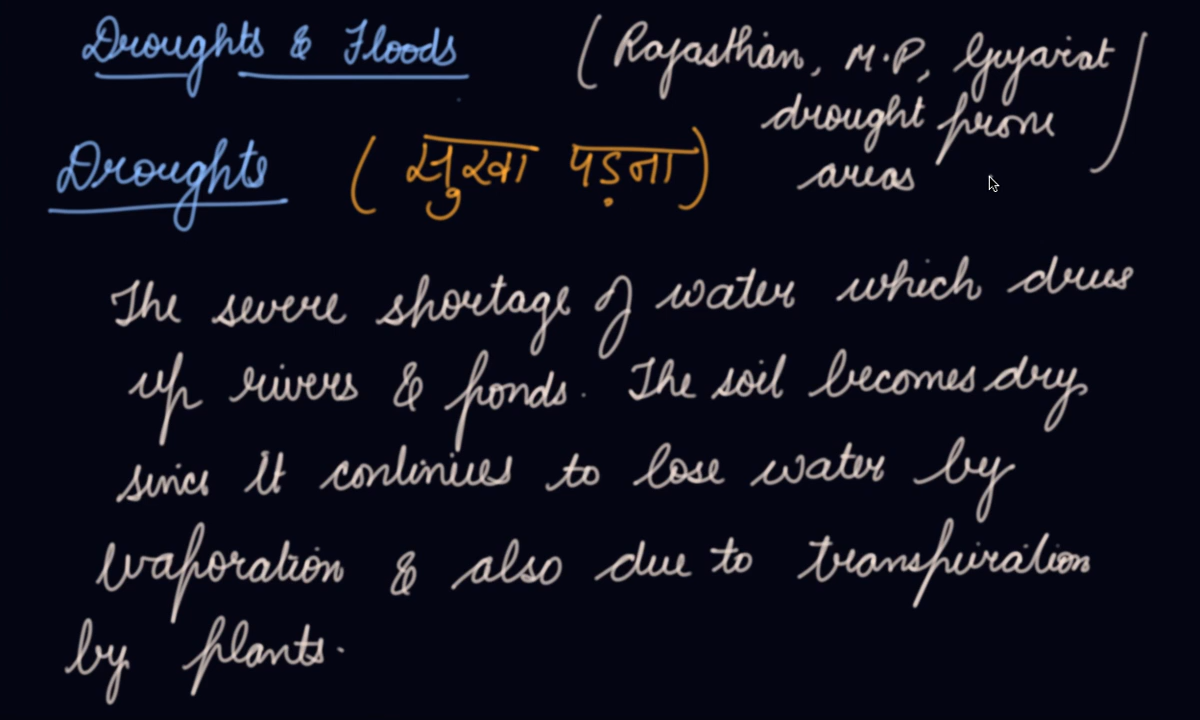 Droughts & Floods
(Rajasthan, M.P, Gujarat
drought prone
areas)
Droughts (सुखा पड़ना)
The severe shortage of water which dries
up rivers & ponds. The soil becomes dry,
since it continues to lose water by
evaporation & also due to transpiration
by plants.